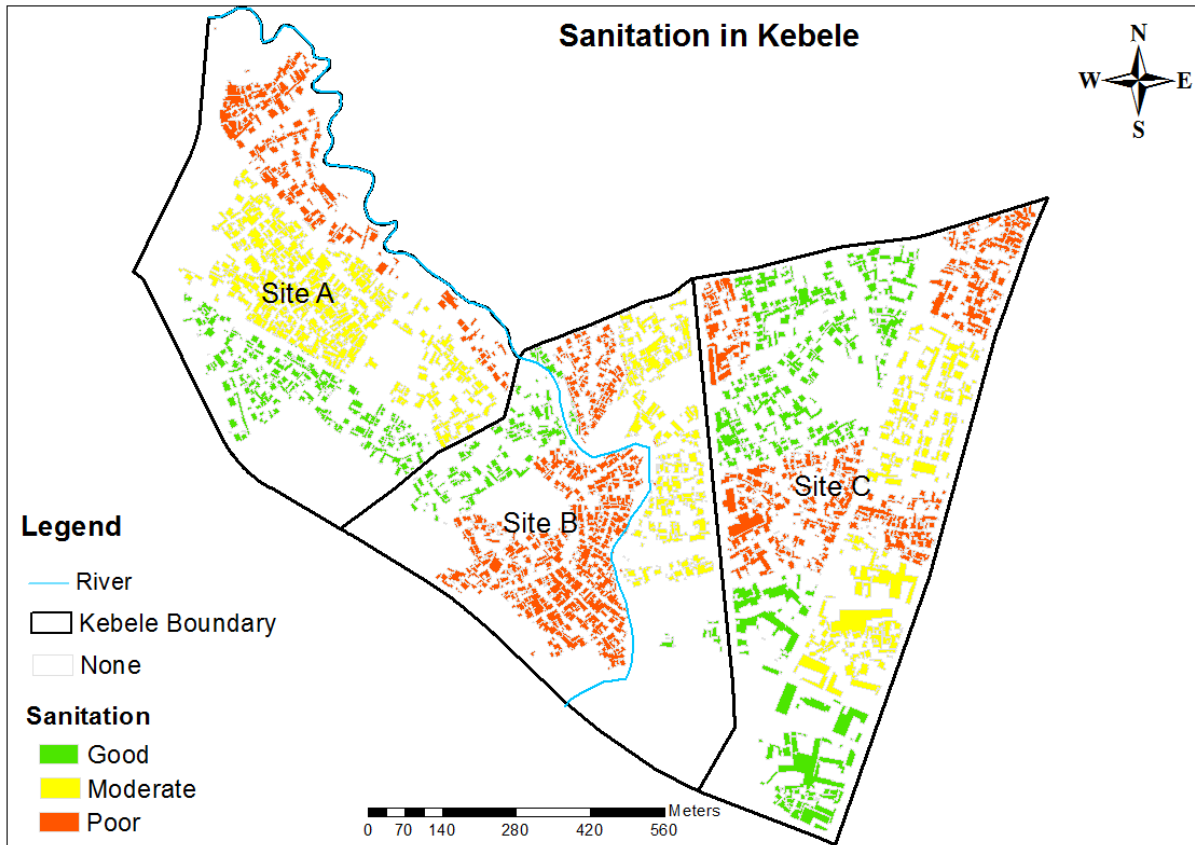 Sanitation in Kebele
N
W E
S
Site A
Site B
Site C
Legend
River
Kebele Boundary
None
Sanitation
Good
Moderate
Poor
Meters
0 70 140 280 420 560